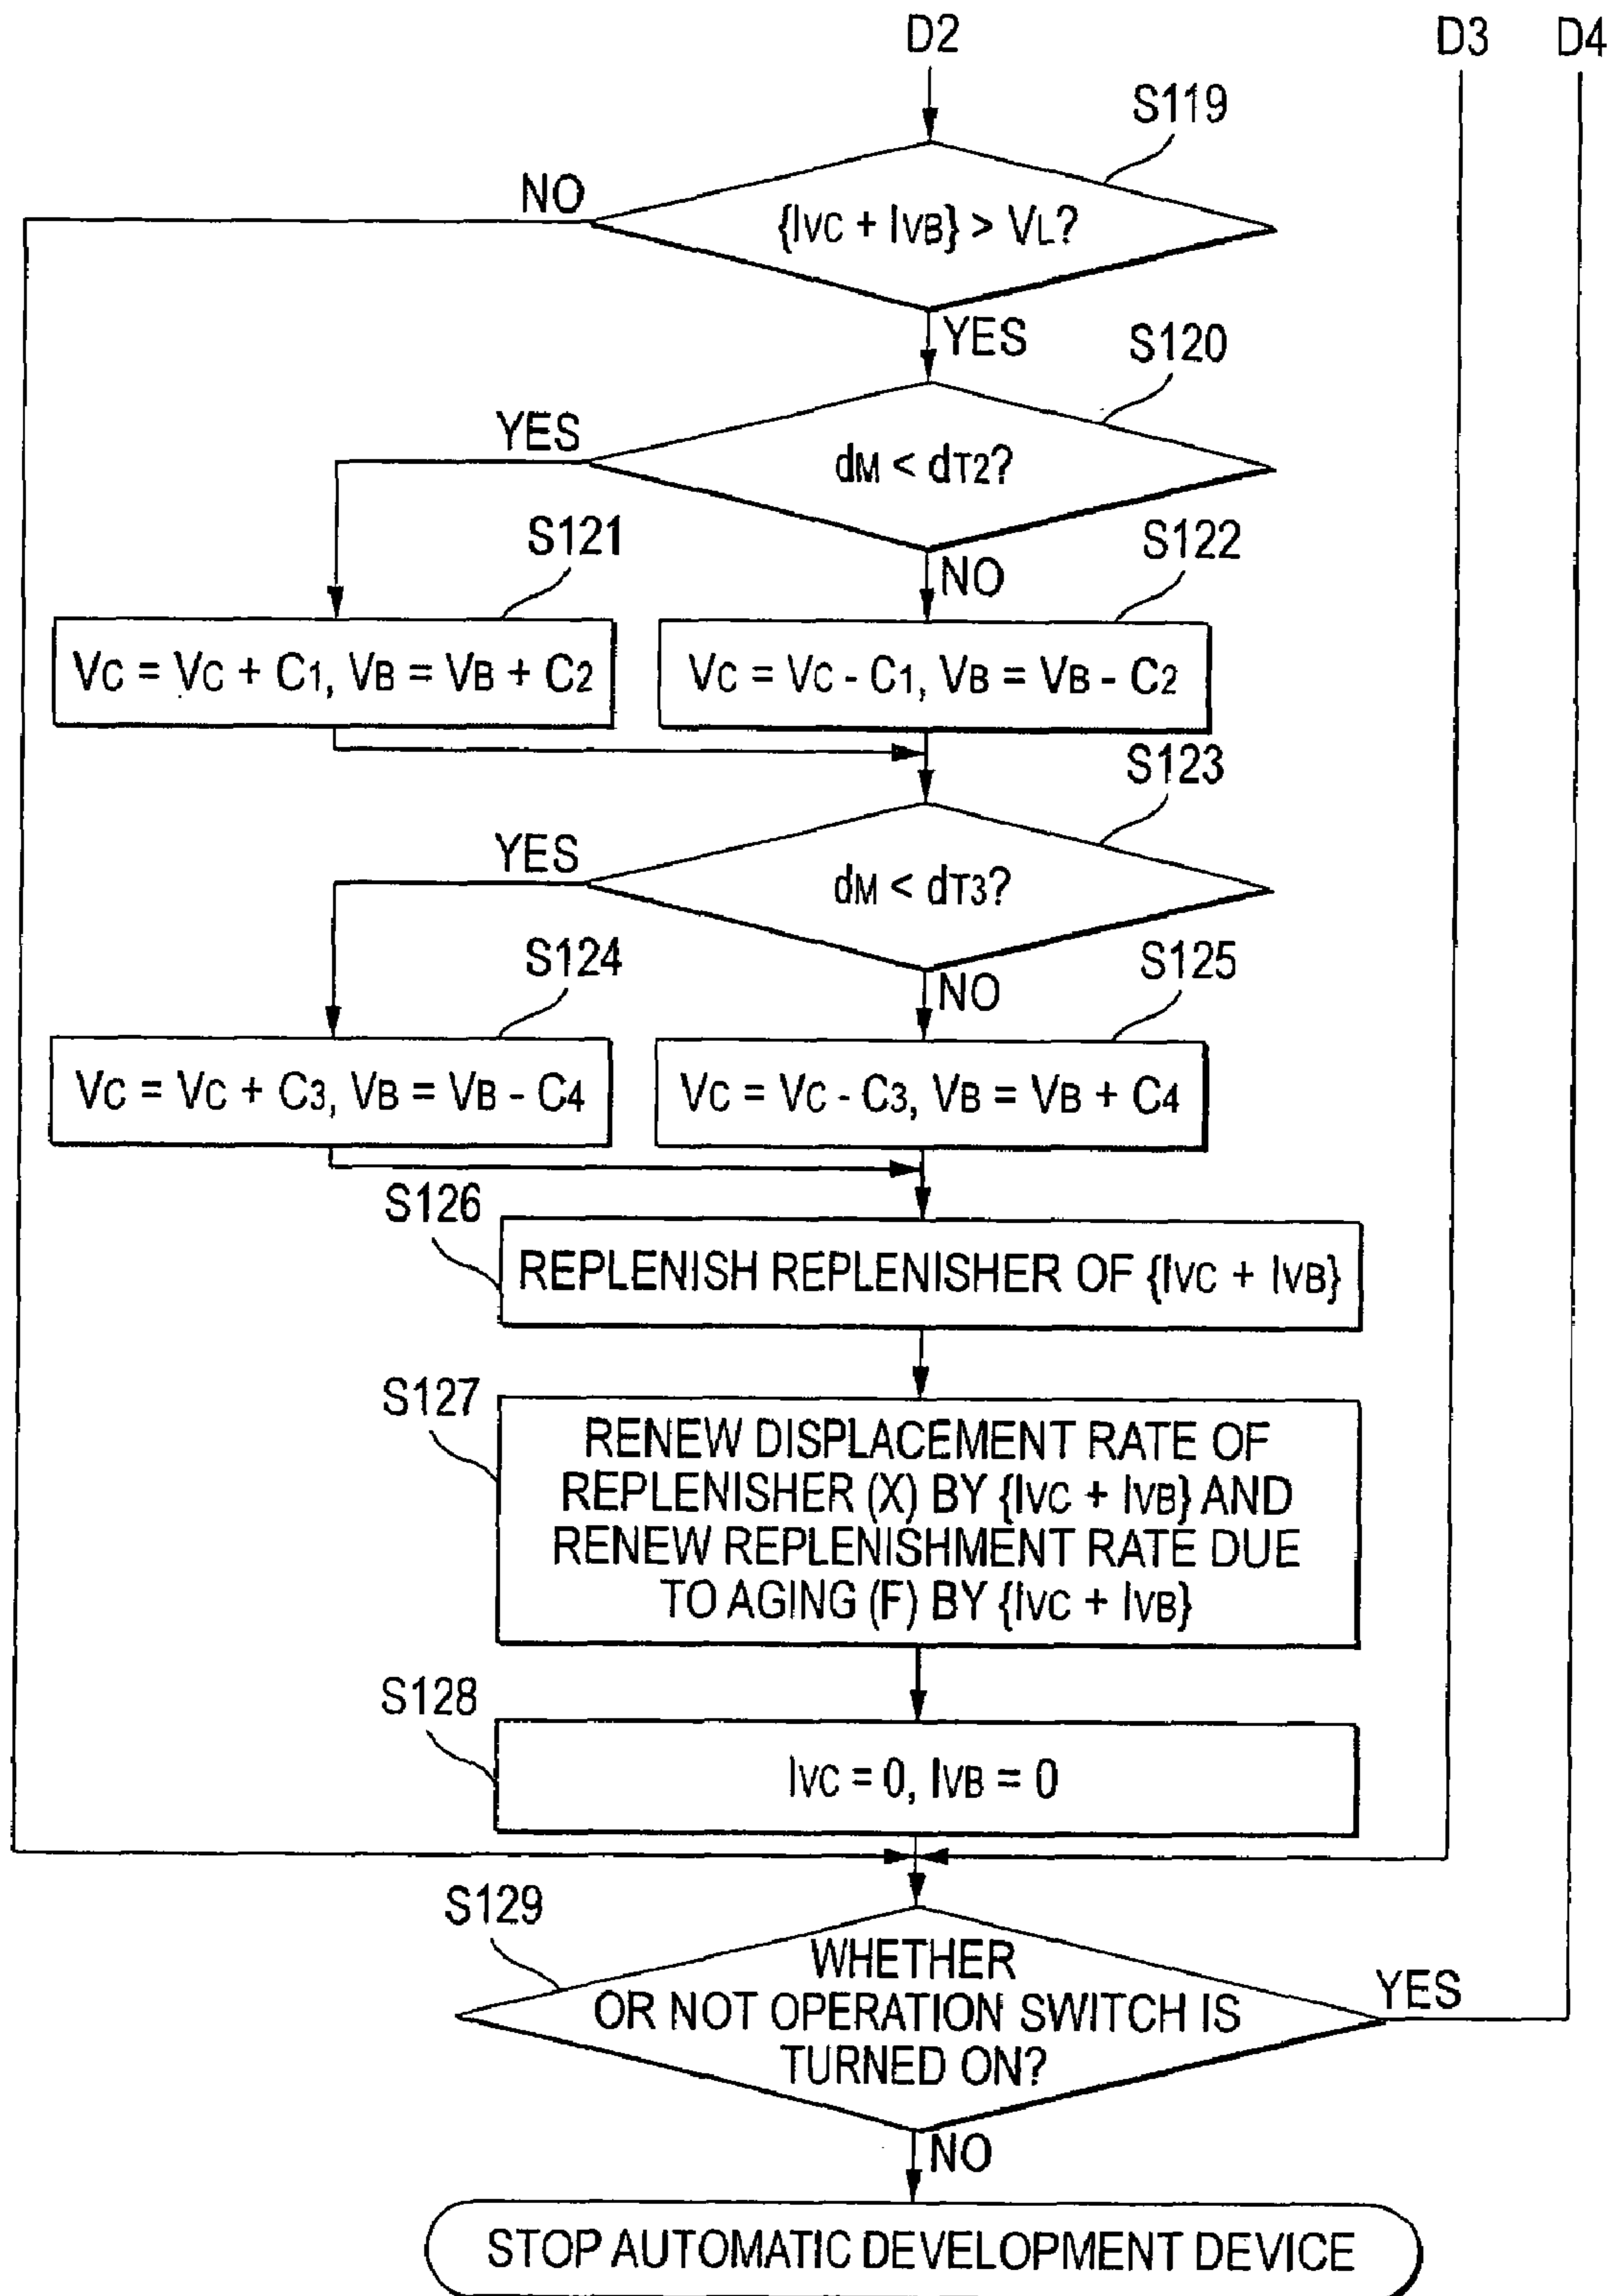 D2
D3
D4
S119
NO
{IVC + IVB} > VL?
YES
S120
YES
dM < dT2?
S121
S122
NO
VC = VC + C1, VB = VB + C2
VC = VC - C1, VB = VB - C2
S123
YES
dM < dT3?
S124
S125
NO
VC = VC + C3, VB = VB - C4
VC = VC - C3, VB = VB + C4
S126
REPLENISH REPLENISHER OF {IVC + IVB}
S127
RENEW DISPLACEMENT RATE OF
REPLENISHER (X) BY {IVC + IVB} AND
RENEW REPLENISHMENT RATE DUE
TO AGING (F) BY {IVC + IVB}
S128
IVC = 0, IVB = 0
S129
WHETHER
OR NOT OPERATION SWITCH IS
TURNED ON?
YES
NO
STOP AUTOMATIC DEVELOPMENT DEVICE